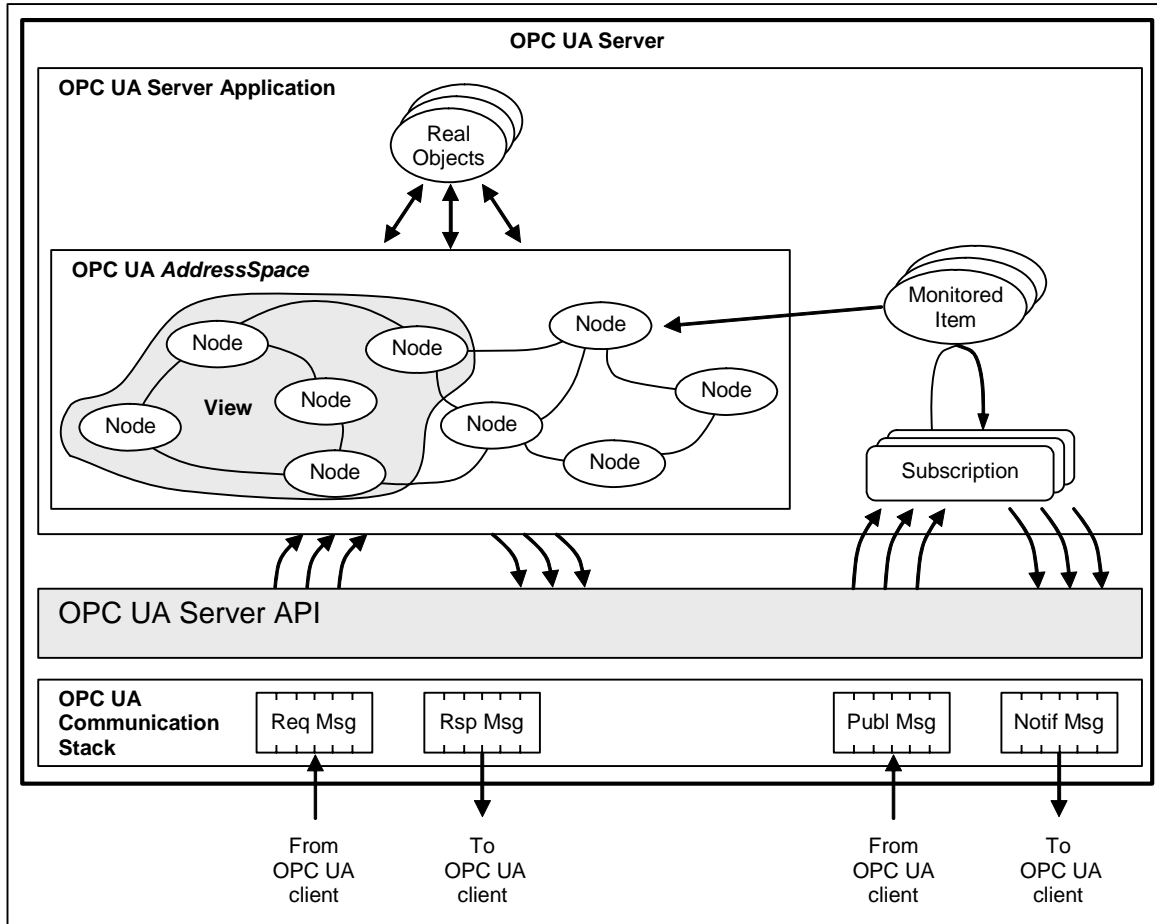 OPC UA Server
OPC UA Server Application
Real
Objects
OPC UA AddressSpace
Monitored
Item
Node
Node
Node
Node
Node
View
Node
Node
Node
Node
Subscription
OPC UA Server API
OPC UA
Communication
Stack
Req Msg
Rsp Msg
Publ Msg
Notif Msg
From
OPC UA
client
To
OPC UA
client
From
OPC UA
client
To
OPC UA
client